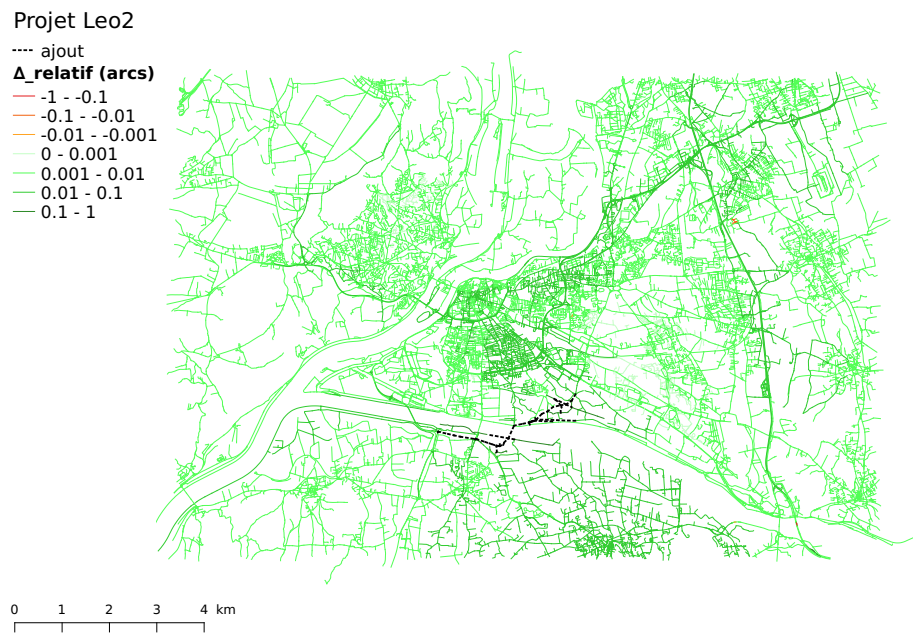 Projet Leo2
ajout
Δ_relatif (arcs)
-1 - -0.1
-0.1 - -0.01
-0.01 - -0.001
0 - 0.001
0.001 - 0.01
0.01 - 0.1
0.1 - 1
0 1 2 3 4 km